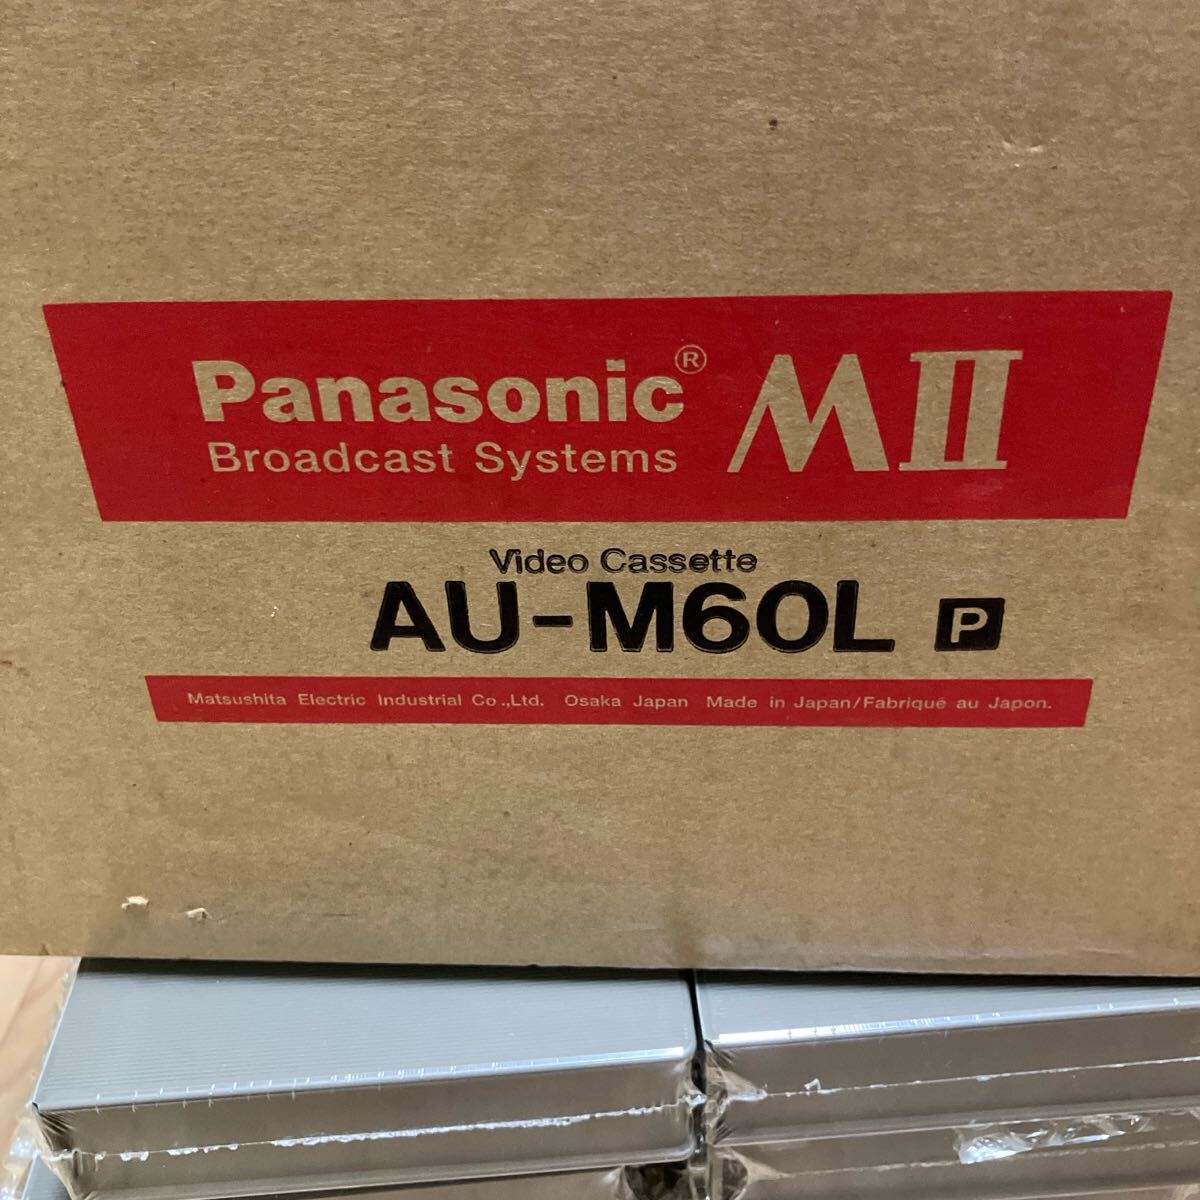 Panasonic® MII
Broadcast Systems
Video Cassette
AU-M60L P
Matsushita Electric Industrial Co.,Ltd. Osaka Japan Made in Japan/Fabriqué au Japon.